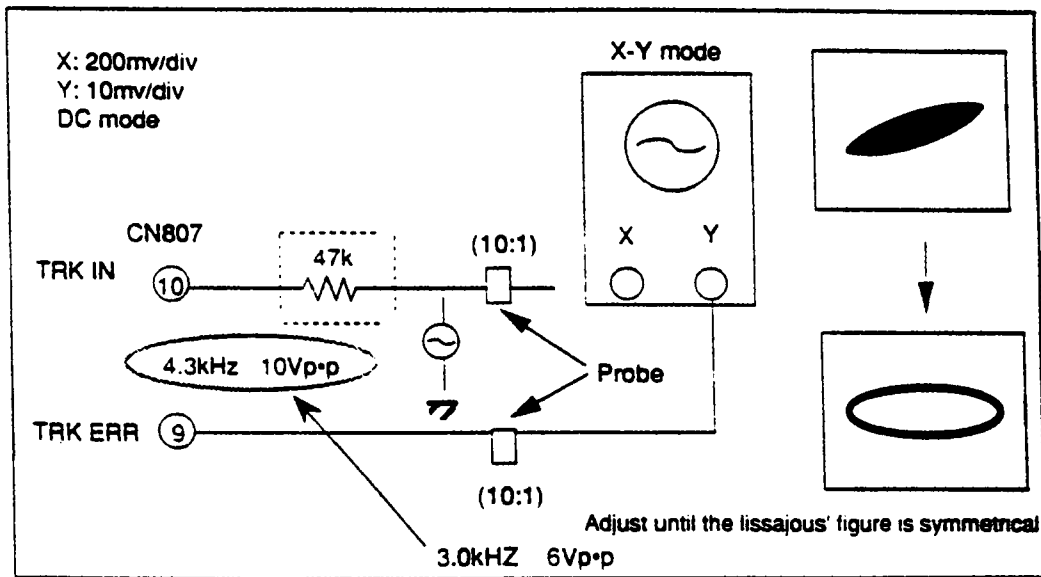 X: 200mv/div
Y: 10mv/div
DC mode
X-Y mode
X Y
CN807
TRK IN
10
47k
(10:1)
4.3kHz 10Vp•p
Probe
TRK ERR
9
(10:1)
Adjust until the lissajous' figure is symmetrical
3.0kHZ 6Vp•p